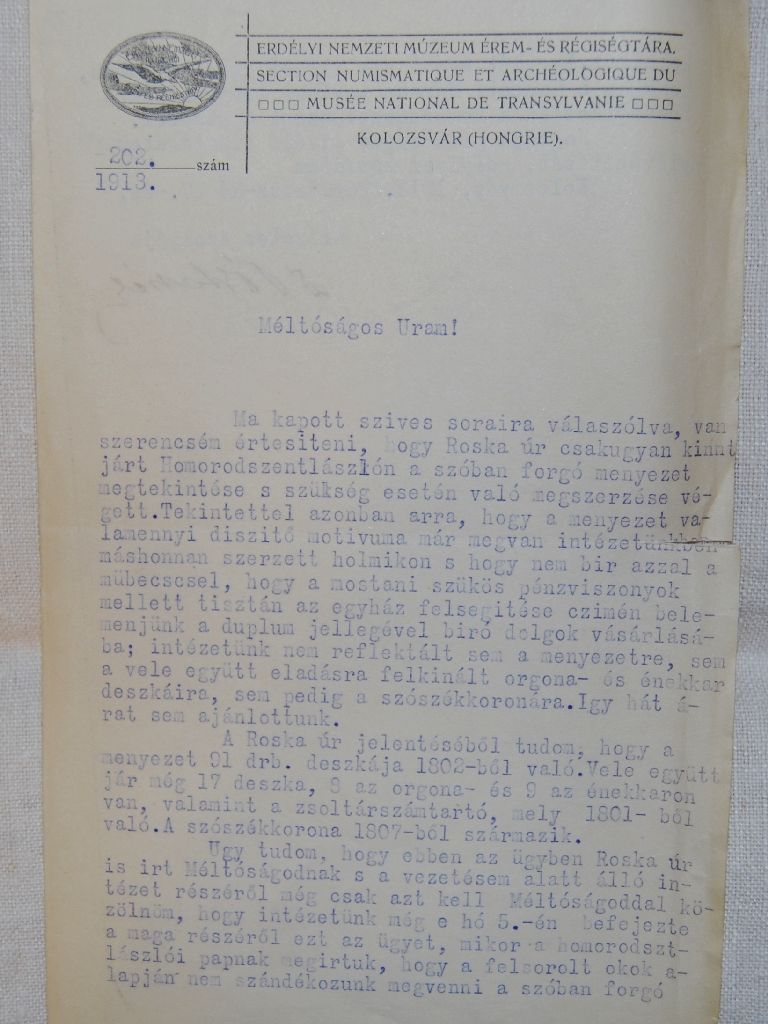 ERDÉLYI NEMZETI MÚZEUM ÉREM- ÉS RÉGISÉGTÁRA.
SECTION NUMISMATIQUE ET ARCHÉOLOGIQUE DU
MUSÉE NATIONAL DE TRANSYLVANIE
KOLOZSVÁR (HONGRIE).
202. szám
1913.
Méltóságos Uram!
Ma kapott szives soraira válaszólva, van
szerencsém értesiteni, hogy Roska úr csakugyan kinnt
járt Homorodszentlászlón a szóban forgó menyezet
megtekintése s szükség esetén való megszerzése vé-
gett.Tekintettel azonban arra, hogy a menyezet va-
lamennyi diszitő motivuma már megvan intézetünkben
máshonnan szerzett holmikon s hogy nem bir azzal a
mübecscsel, hogy a mostani szükös pénzviszonyok
mellett tisztán az egyház felsegitése czimén bele-
menjünk a duplum jellegével biró dolgok vásárlásá-
ba; intézetünk nem reflektált sem a menyezetre, sem
a vele együtt eladásra felkinált orgona- és énekkar
deszkáira, sem pedig a szószékkoronára.Igy hát á-
rat sem ajánlottunk.
A Roska úr jelentéséből tudom, hogy a
menyezet 91 drb. deszkája 1802-ből való.Vele együtt
jár még 17 deszka, 8 az orgona- és 9 az énekkaron
van, valamint a zsoltárszámtartó, mely 1801- ből
való.A szószékkorona 1807-ből származik.
Ugy tudom, hogy ebben az ügyben Roska úr
is irt Méltóságodnak s a vezetésem alatt álló in-
tézet részéről még csak azt kell Méltóságoddal kö-
zölnöm, hogy intézetünk még e hó 5.-én befejezte
a maga részéről ezt az ügyet, mikor a homorodszt-
lászlói papnak megirtuk, hogy a felsorolt okok a-
lapján nem szándékozunk megvenni a szóban forgó